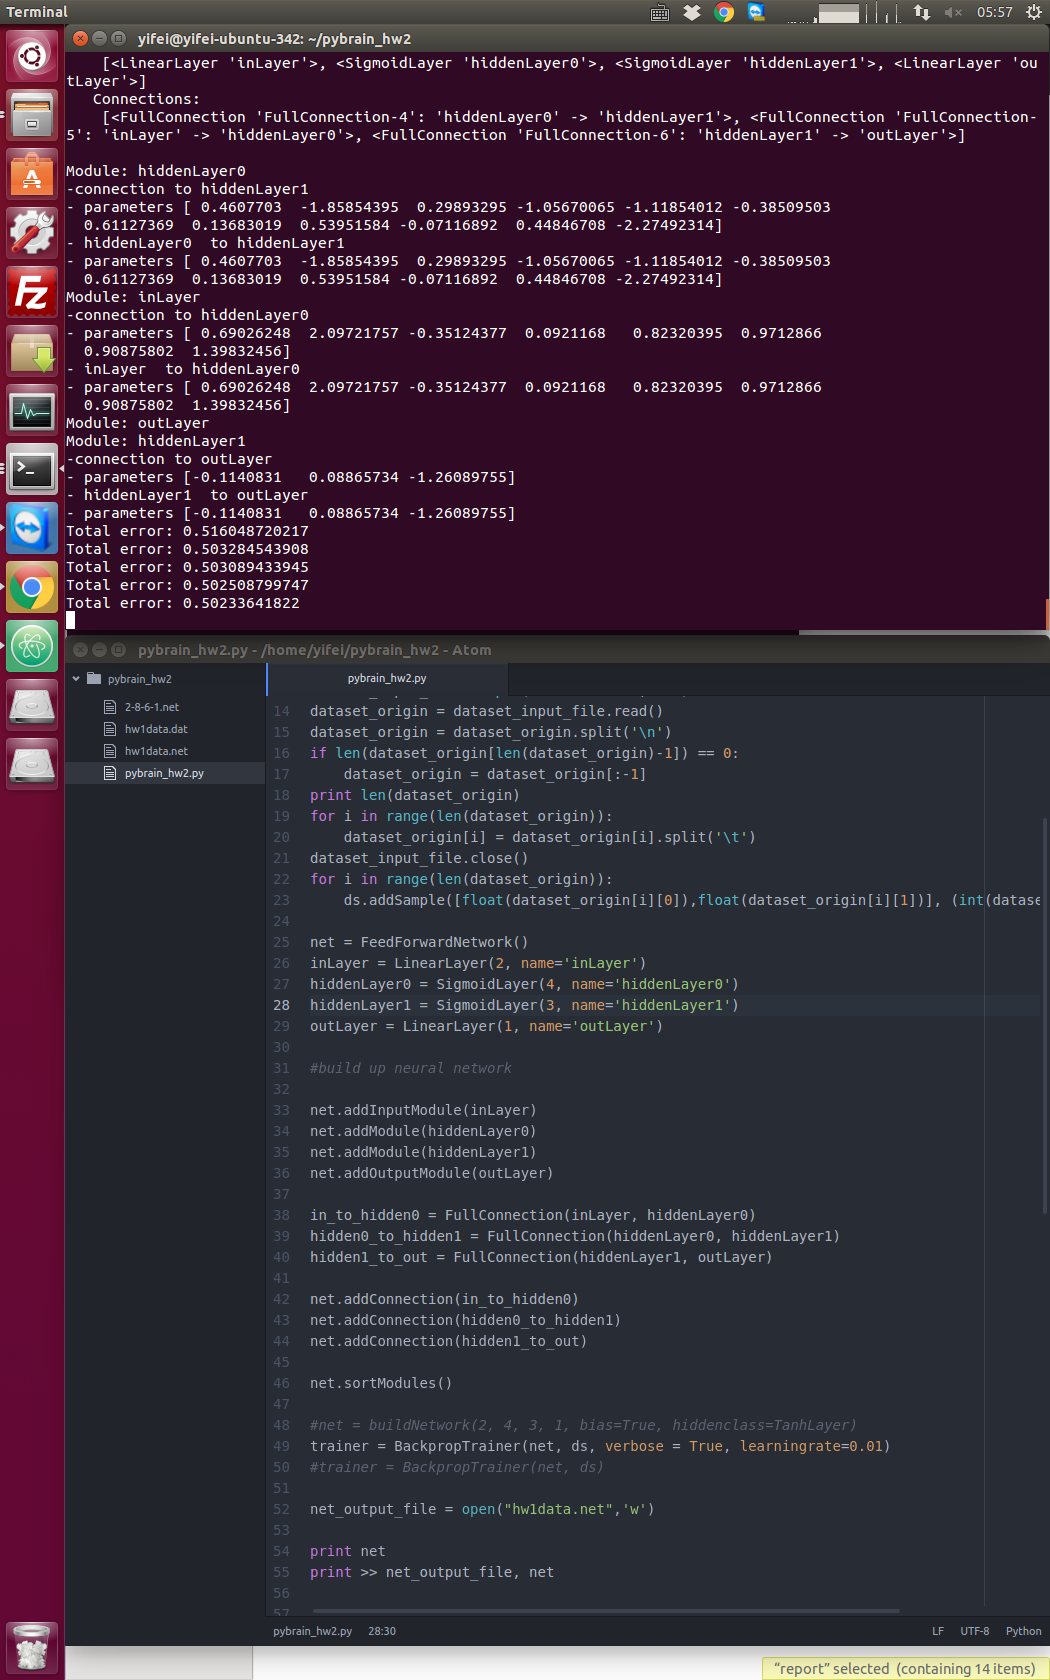 Terminal
05:57
yifei@yifei-ubuntu-342: ~/pybrain_hw2
[<LinearLayer 'inLayer'>, <SigmoidLayer 'hiddenLayer0'>, <SigmoidLayer 'hiddenLayer1'>, <LinearLayer 'ou
tLayer'>]
Connections:
[<FullConnection 'FullConnection-4': 'hiddenLayer0' -> 'hiddenLayer1'>, <FullConnection 'FullConnection-
5': 'inLayer' -> 'hiddenLayer0'>, <FullConnection 'FullConnection-6': 'hiddenLayer1' -> 'outLayer'>]
Module: hiddenLayer0
-connection to hiddenLayer1
- parameters [ 0.4607703  -1.85854395  0.29893295 -1.05670065 -1.11854012 -0.38509503
0.61127369  0.13683019  0.53951584 -0.07116892  0.44846708 -2.27492314]
- hiddenLayer0  to hiddenLayer1
- parameters [ 0.4607703  -1.85854395  0.29893295 -1.05670065 -1.11854012 -0.38509503
0.61127369  0.13683019  0.53951584 -0.07116892  0.44846708 -2.27492314]
Module: inLayer
-connection to hiddenLayer0
- parameters [ 0.69026248  2.09721757 -0.35124377  0.0921168   0.82320395  0.9712866
0.90875802  1.39832456]
- inLayer  to hiddenLayer0
- parameters [ 0.69026248  2.09721757 -0.35124377  0.0921168   0.82320395  0.9712866
0.90875802  1.39832456]
Module: outLayer
Module: hiddenLayer1
-connection to outLayer
- parameters [-0.1140831   0.08865734 -1.26089755]
- hiddenLayer1  to outLayer
- parameters [-0.1140831   0.08865734 -1.26089755]
Total error: 0.516048720217
Total error: 0.503284543908
Total error: 0.503089433945
Total error: 0.502508799747
Total error: 0.50233641822
pybrain_hw2.py - /home/yifei/pybrain_hw2 - Atom
pybrain_hw2
2-8-6-1.net
hw1data.dat
hw1data.net
pybrain_hw2.py
pybrain_hw2.py
14 dataset_origin = dataset_input_file.read()
15 dataset_origin = dataset_origin.split('\n')
16 if len(dataset_origin[len(dataset_origin)-1]) == 0:
17     dataset_origin = dataset_origin[:-1]
18 print len(dataset_origin)
19 for i in range(len(dataset_origin)):
20     dataset_origin[i] = dataset_origin[i].split('\t')
21 dataset_input_file.close()
22 for i in range(len(dataset_origin)):
23     ds.addSample([float(dataset_origin[i][0]),float(dataset_origin[i][1])], (int(datase
24
25 net = FeedForwardNetwork()
26 inLayer = LinearLayer(2, name='inLayer')
27 hiddenLayer0 = SigmoidLayer(4, name='hiddenLayer0')
28 hiddenLayer1 = SigmoidLayer(3, name='hiddenLayer1')
29 outLayer = LinearLayer(1, name='outLayer')
30
31 #build up neural network
32
33 net.addInputModule(inLayer)
34 net.addModule(hiddenLayer0)
35 net.addModule(hiddenLayer1)
36 net.addOutputModule(outLayer)
37
38 in_to_hidden0 = FullConnection(inLayer, hiddenLayer0)
39 hidden0_to_hidden1 = FullConnection(hiddenLayer0, hiddenLayer1)
40 hidden1_to_out = FullConnection(hiddenLayer1, outLayer)
41
42 net.addConnection(in_to_hidden0)
43 net.addConnection(hidden0_to_hidden1)
44 net.addConnection(hidden1_to_out)
45
46 net.sortModules()
47
48 #net = buildNetwork(2, 4, 3, 1, bias=True, hiddenclass=TanhLayer)
49 trainer = BackpropTrainer(net, ds, verbose = True, learningrate=0.01)
50 #trainer = BackpropTrainer(net, ds)
51
52 net_output_file = open("hw1data.net",'w')
53
54 print net
55 print >> net_output_file, net
56
57
pybrain_hw2.py 28:30 LF UTF-8 Python
“report” selected (containing 14 items)